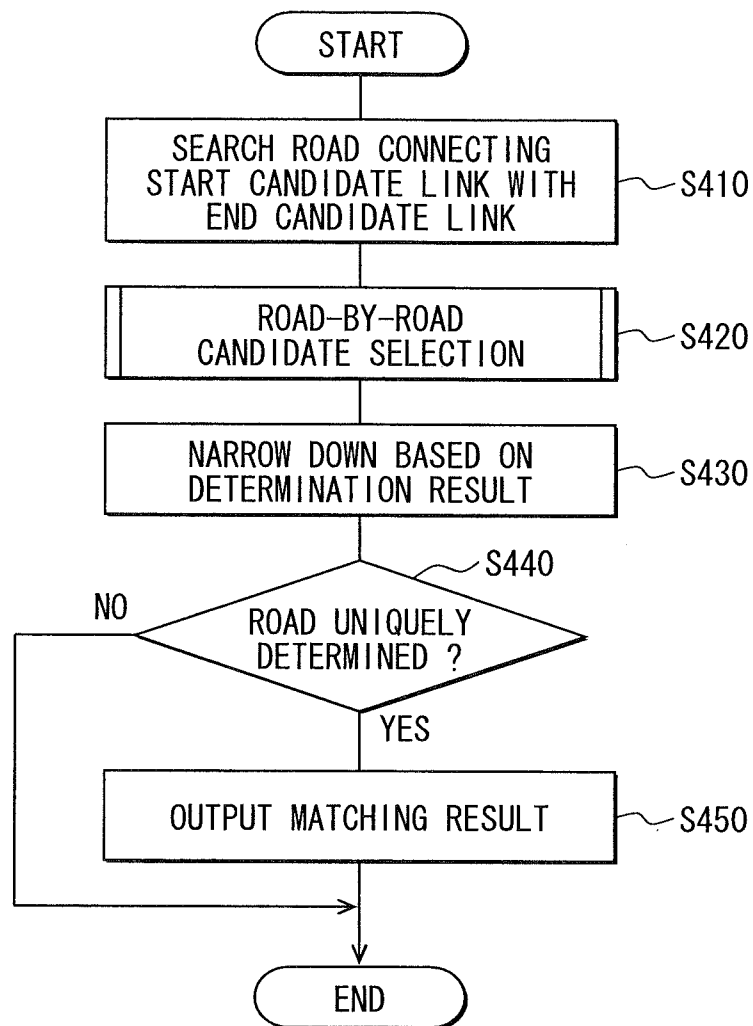 START
SEARCH ROAD CONNECTING
START CANDIDATE LINK WITH
END CANDIDATE LINK
S410
ROAD-BY-ROAD
CANDIDATE SELECTION
S420
NARROW DOWN BASED ON
DETERMINATION RESULT
S430
S440
NO
ROAD UNIQUELY
DETERMINED ?
YES
OUTPUT MATCHING RESULT
S450
END